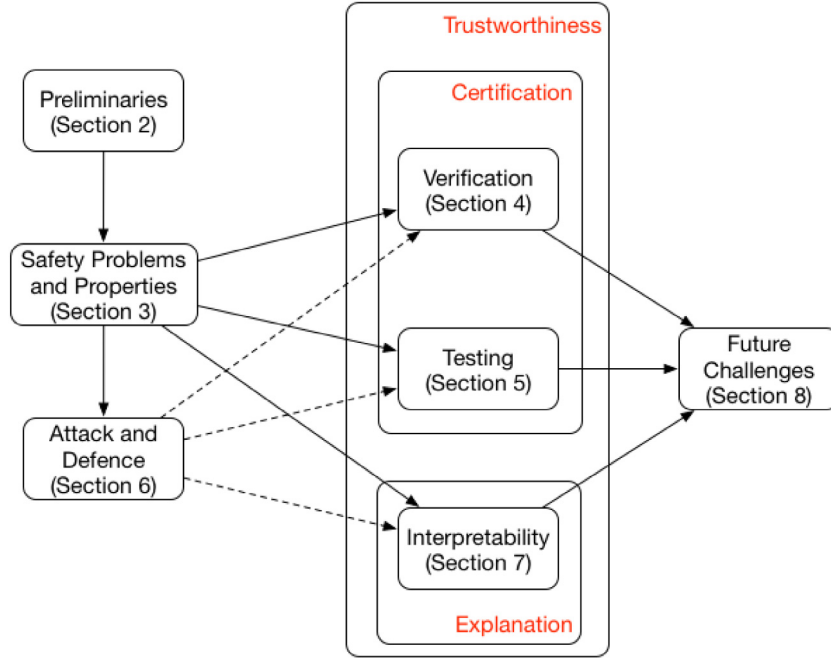 Trustworthiness
Certification
Preliminaries
(Section 2)
Verification
(Section 4)
Safety Problems
and Properties
(Section 3)
Testing
(Section 5)
Future
Challenges
(Section 8)
Attack and
Defence
(Section 6)
Interpretability
(Section 7)
Explanation